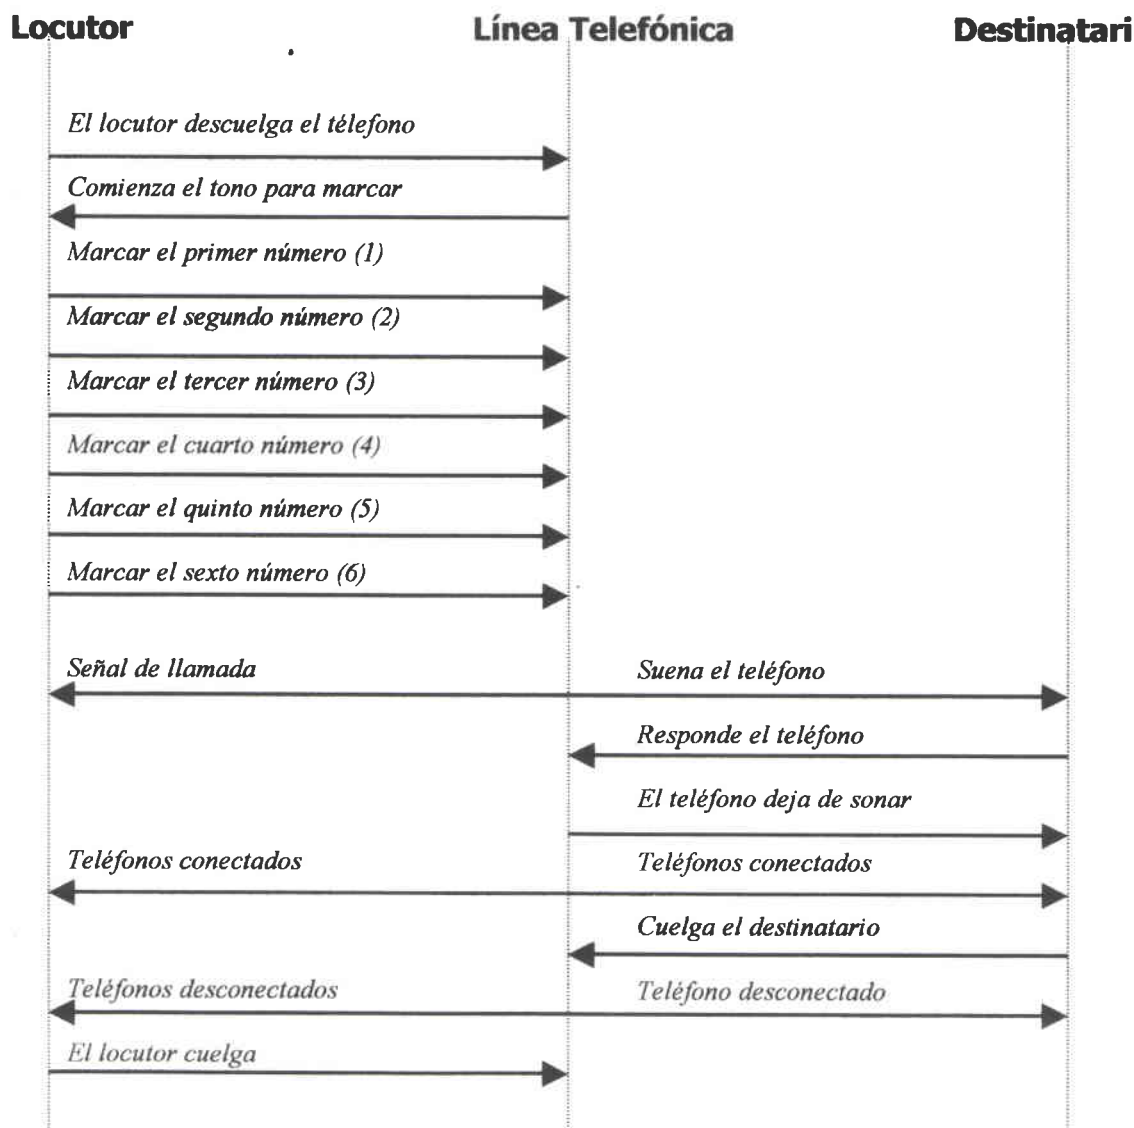 Locutor
Línea Telefónica
Destinatari
El locutor descuelga el télefono
Comienza el tono para marcar
Marcar el primer número (1)
Marcar el segundo número (2)
Marcar el tercer número (3)
Marcar el cuarto número (4)
Marcar el quinto número (5)
Marcar el sexto número (6)
Señal de llamada
Suena el teléfono
Responde el teléfono
El teléfono deja de sonar
Teléfonos conectados
Teléfonos conectados
Cuelga el destinatario
Teléfonos desconectados
Teléfono desconectado
El locutor cuelga